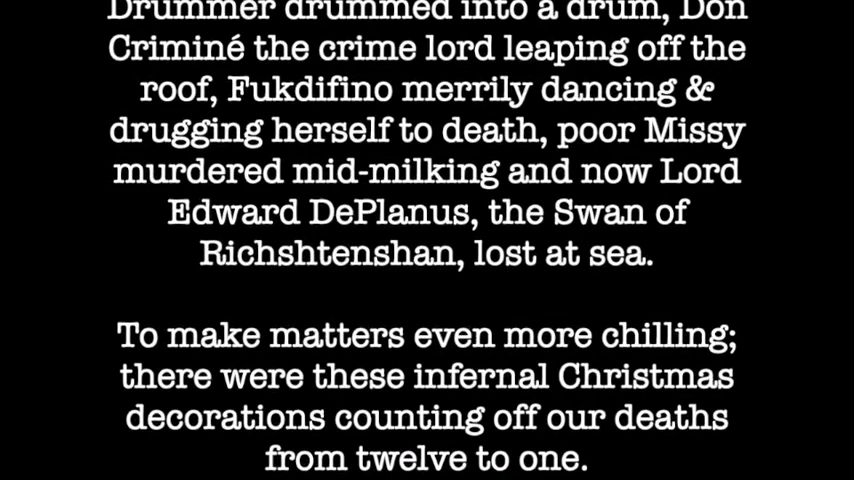 Drummer drummed into a drum, Don
Criminé the crime lord leaping off the
roof, Fukdifino merrily dancing &
drugging herself to death, poor Missy
murdered mid-milking and now Lord
Edward DePlanus, the Swan of
Richshtenshan, lost at sea.
To make matters even more chilling;
there were these infernal Christmas
decorations counting off our deaths
from twelve to one.